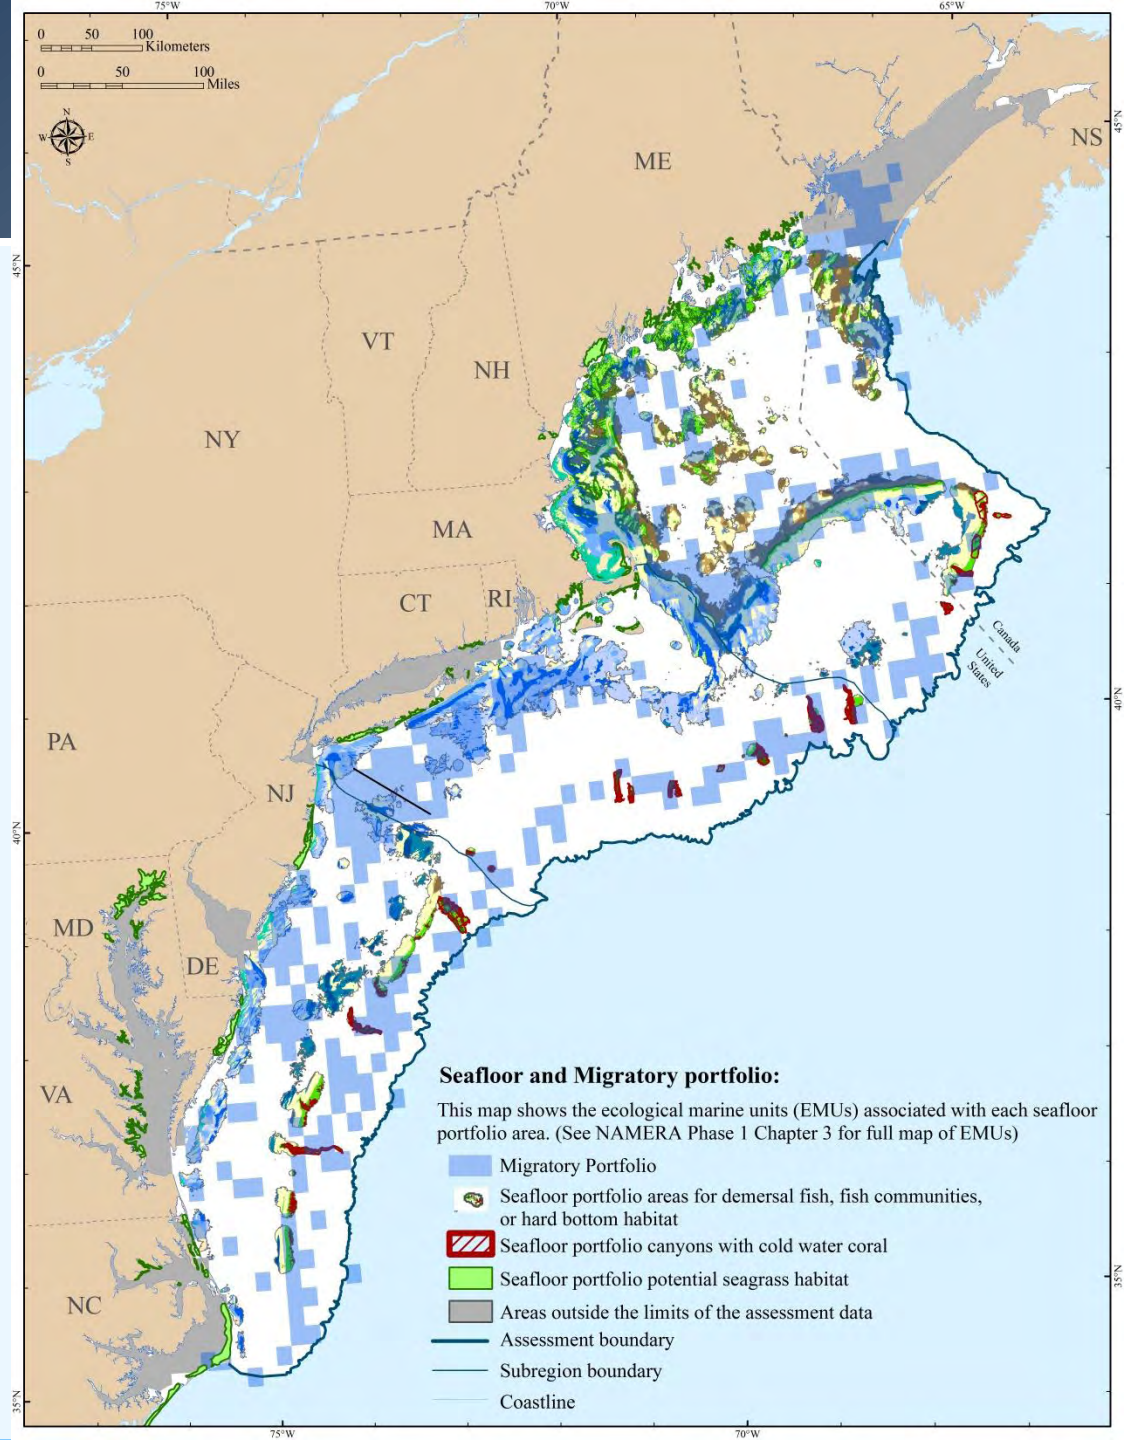 75°W
70°W
65°W
0 50 100
Kilometers
0 50 100
Miles
N
W E
S
45°N
NS
ME
45°N
VT
NH
NY
MA
CT
RI
Canada
United
States
40°N
PA
NJ
40°N
MD
DE
VA
Seafloor and Migratory portfolio:
This map shows the ecological marine units (EMUs) associated with each seafloor
portfolio area. (See NAMERA Phase 1 Chapter 3 for full map of EMUs)
Migratory Portfolio
Seafloor portfolio areas for demersal fish, fish communities,
or hard bottom habitat
Seafloor portfolio canyons with cold water coral
Seafloor portfolio potential seagrass habitat
35°N
NC
Areas outside the limits of the assessment data
Assessment boundary
Subregion boundary
Coastline
35°N
75°W
70°W